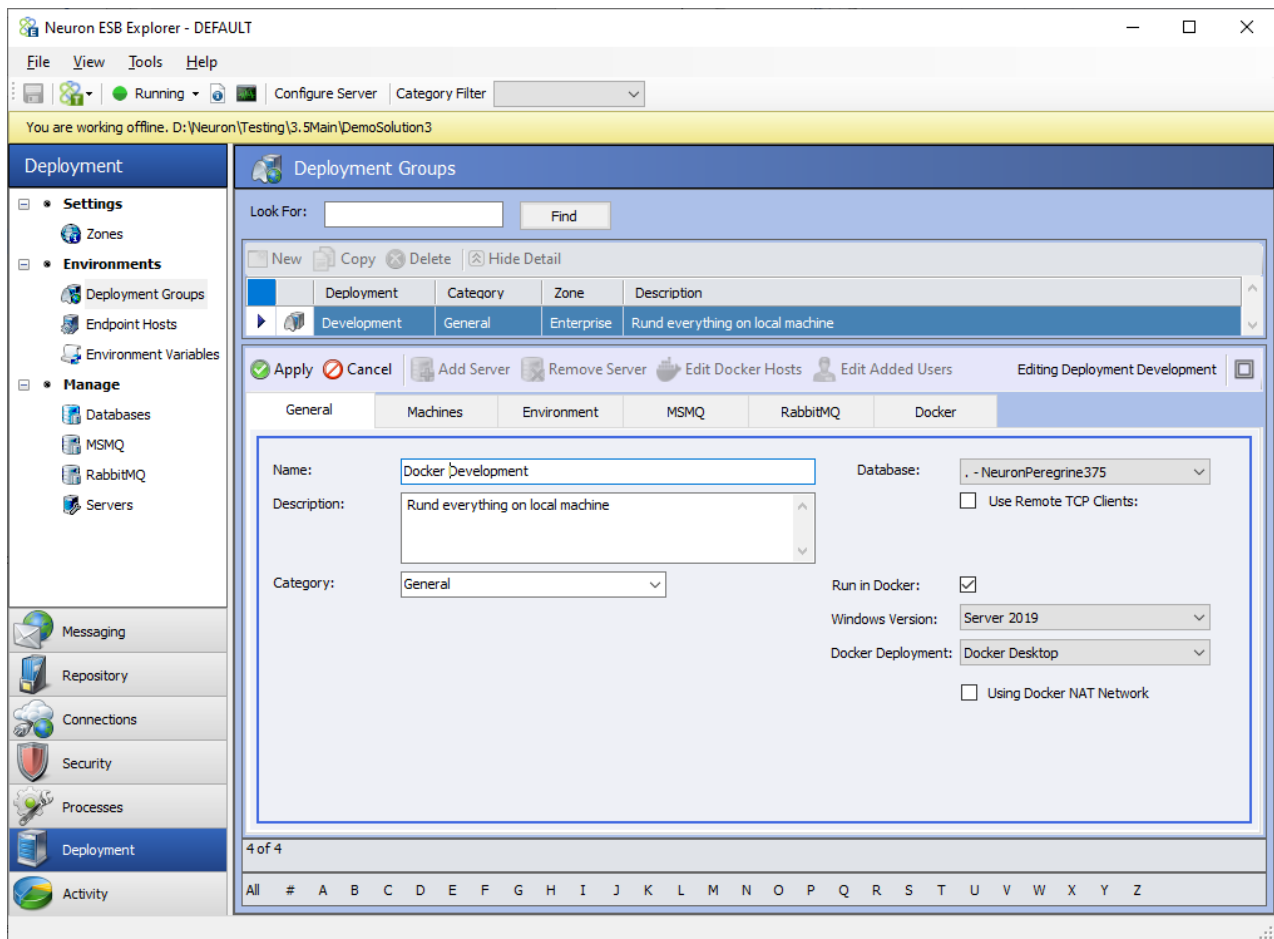 Neuron ESB Explorer - DEFAULT
File View Tools Help
Running Configure Server Category Filter
You are working offline. D:\Neuron\Testing\3.5Main\DemoSolution3
Deployment
Settings
Zones
Environments
Deployment Groups
Endpoint Hosts
Environment Variables
Manage
Databases
MSMQ
RabbitMQ
Servers
Messaging
Repository
Connections
Security
Processes
Deployment
Activity
Deployment Groups
Look For: Find
New Copy Delete Hide Detail
Deployment Category Zone Description
Development General Enterprise Rund everything on local machine
Apply Cancel Add Server Remove Server Edit Docker Hosts Edit Added Users Editing Deployment Development
General Machines Environment MSMQ RabbitMQ Docker
Name: Docker Development Database: . - NeuronPeregrine375
Description: Rund everything on local machine Use Remote TCP Clients:
Category: General Run in Docker:
Windows Version: Server 2019
Docker Deployment: Docker Desktop
Using Docker NAT Network
4 of 4
All # A B C D E F G H I J K L M N O P Q R S T U V W X Y Z